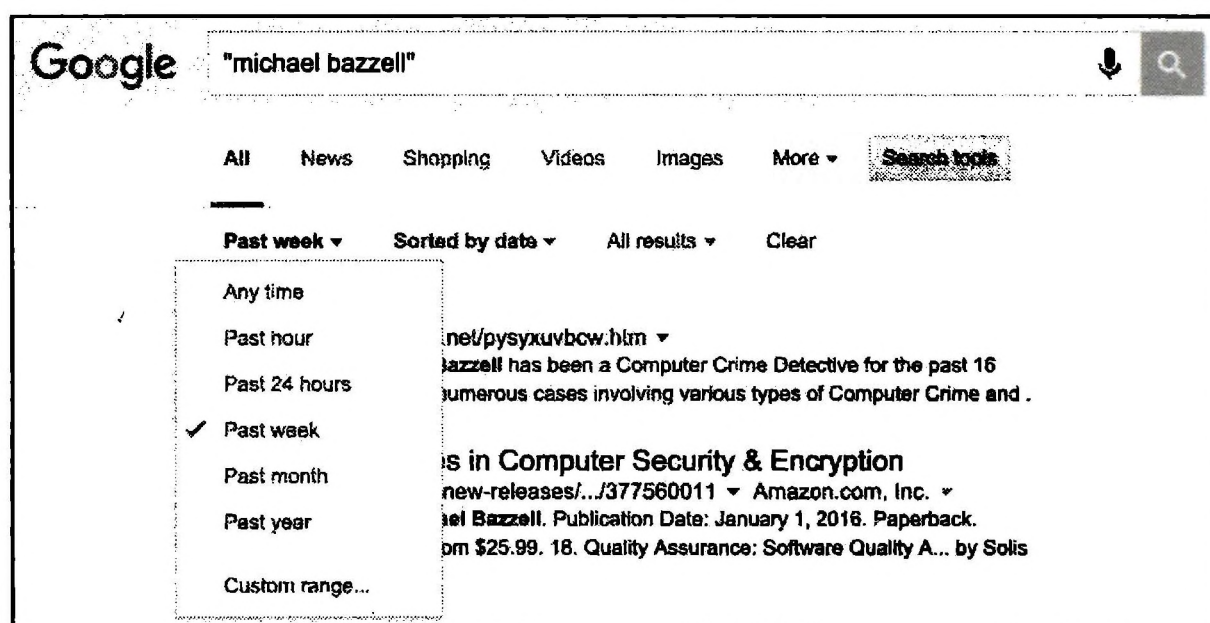 Google "michael bazzell"
All News Shopping Videos Images More Search tools
Past week Sorted by date All results Clear
Any time
Past hour
Past 24 hours
Past week
Past month
Past year
Custom range...
.net/pysyxuvbcw.htm
Bazzell has been a Computer Crime Detective for the past 16
numerous cases involving various types of Computer Crime and .
s in Computer Security & Encryption
new-releases/.../377560011 Amazon.com, Inc.
el Bazzell. Publication Date: January 1, 2016. Paperback.
om $25.99. 18. Quality Assurance: Software Quality A... by Solis